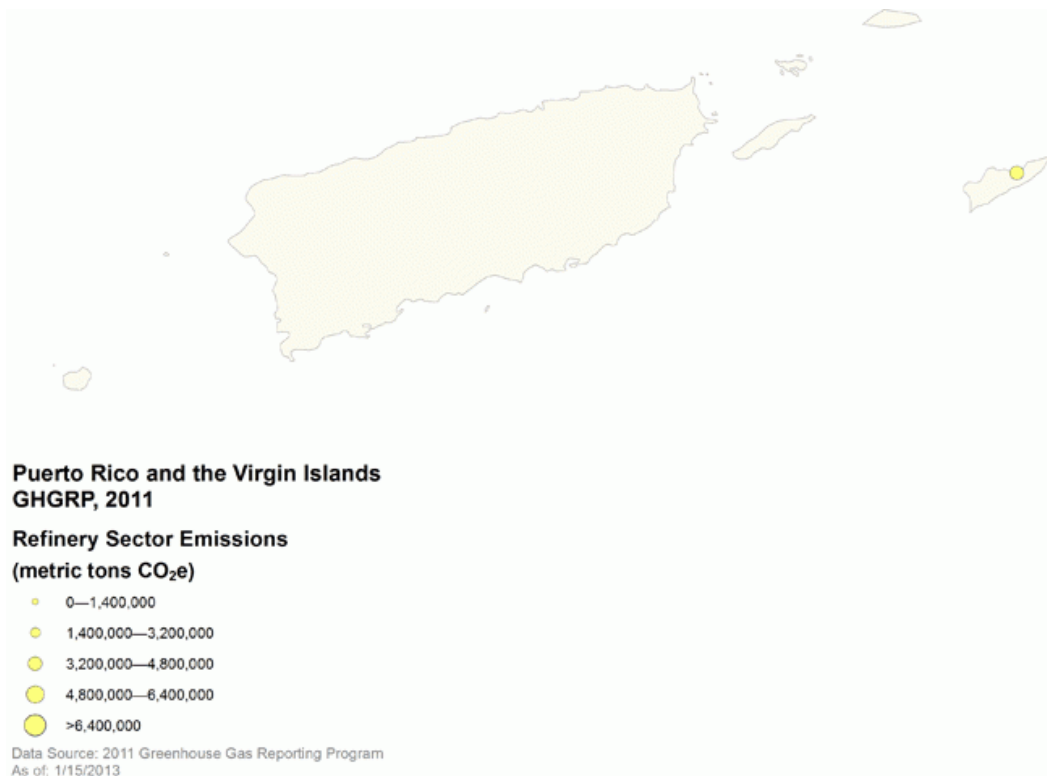 Puerto Rico and the Virgin Islands
GHGRP, 2011
Refinery Sector Emissions
(metric tons CO₂e)
0—1,400,000
1,400,000—3,200,000
3,200,000—4,800,000
4,800,000—6,400,000
>6,400,000
Data Source: 2011 Greenhouse Gas Reporting Program
As of: 1/15/2013